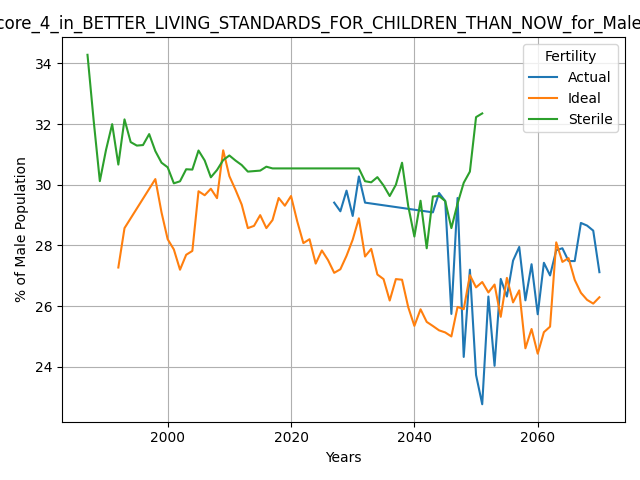 core_4_in_BETTER_LIVING_STANDARDS_FOR_CHILDREN_THAN_NOW_for_Male
Fertility
Actual
Ideal
Sterile
% of Male Population
34
32
30
28
26
24
2000
2020
2040
2060
Years